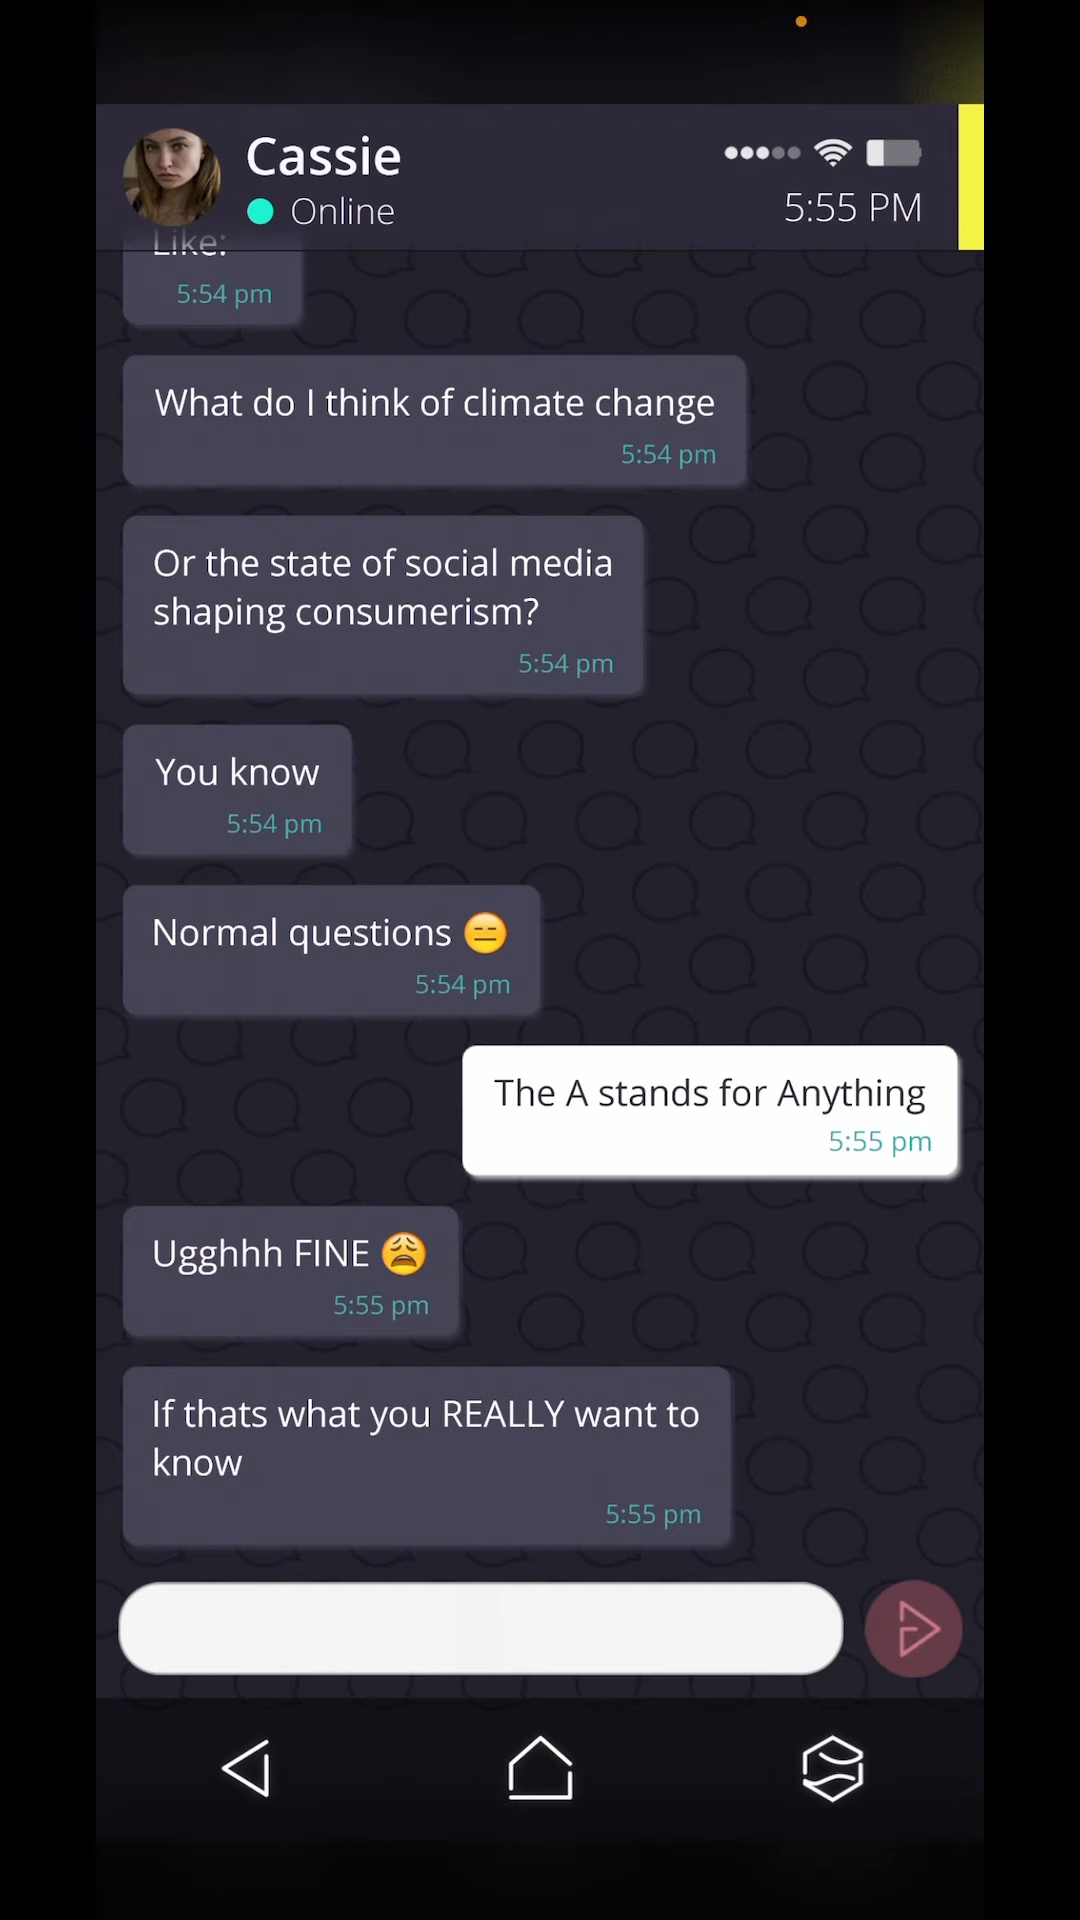 Cassie
Online
5:55 PM
Like:
5:54 pm
What do I think of climate change
5:54 pm
Or the state of social media
shaping consumerism?
5:54 pm
You know
5:54 pm
Normal questions 😑
5:54 pm
The A stands for Anything
5:55 pm
Ugghhh FINE 😩
5:55 pm
If thats what you REALLY want to
know
5:55 pm